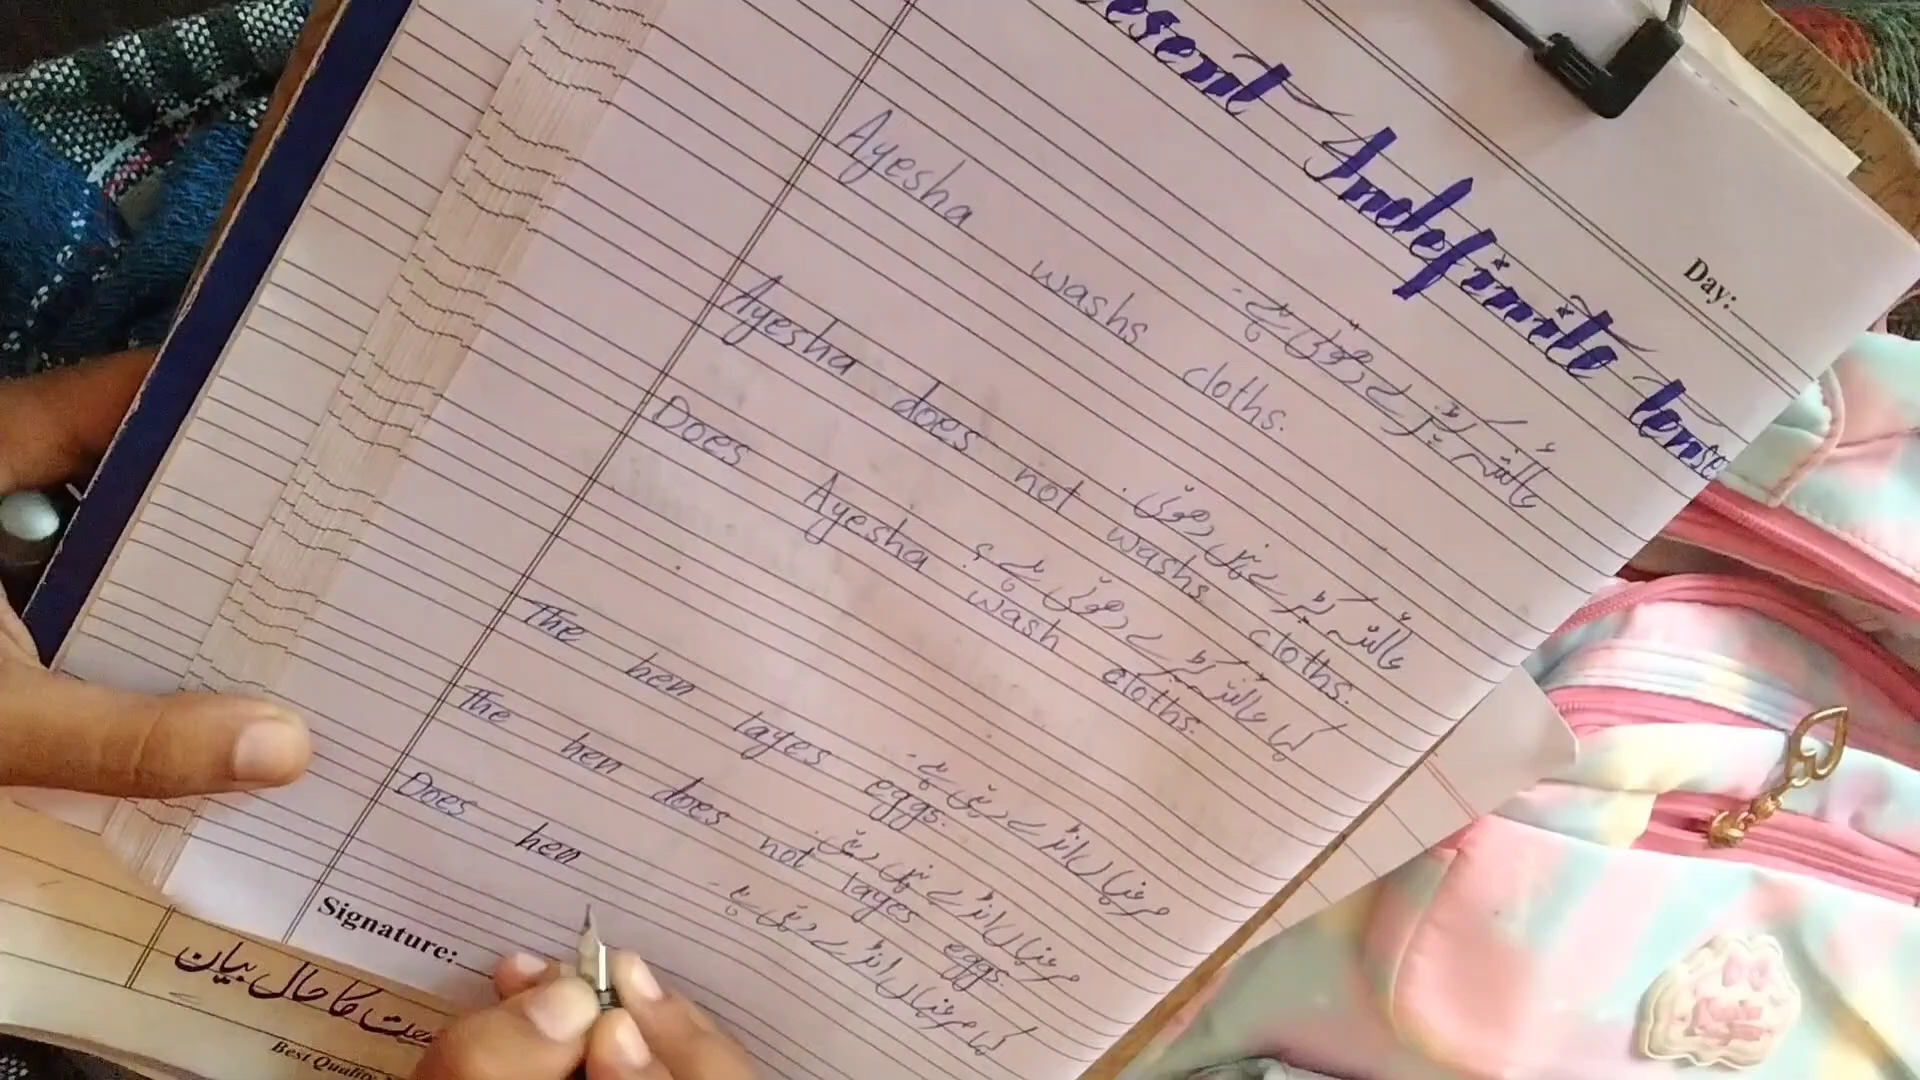 Day:
esent Indefinite tense
عائشہ کپڑے دھوتی ہے۔
Ayesha washs cloths.
عائشہ کپڑے نہیں دھوتی۔
Ayesha does not washs cloths.
کیا عائشہ کپڑے دھوتی ہے؟
Does Ayesha wash cloths.
مرغیاں انڈے دیتی ہے۔
The hen layes eggs.
مرغیاں انڈے نہیں دیتی۔
The hen does not layes eggs.
کیا مرغیاں انڈے دیتی ہے۔
Does hen
Signature:
کا حال بیان
Best Quality